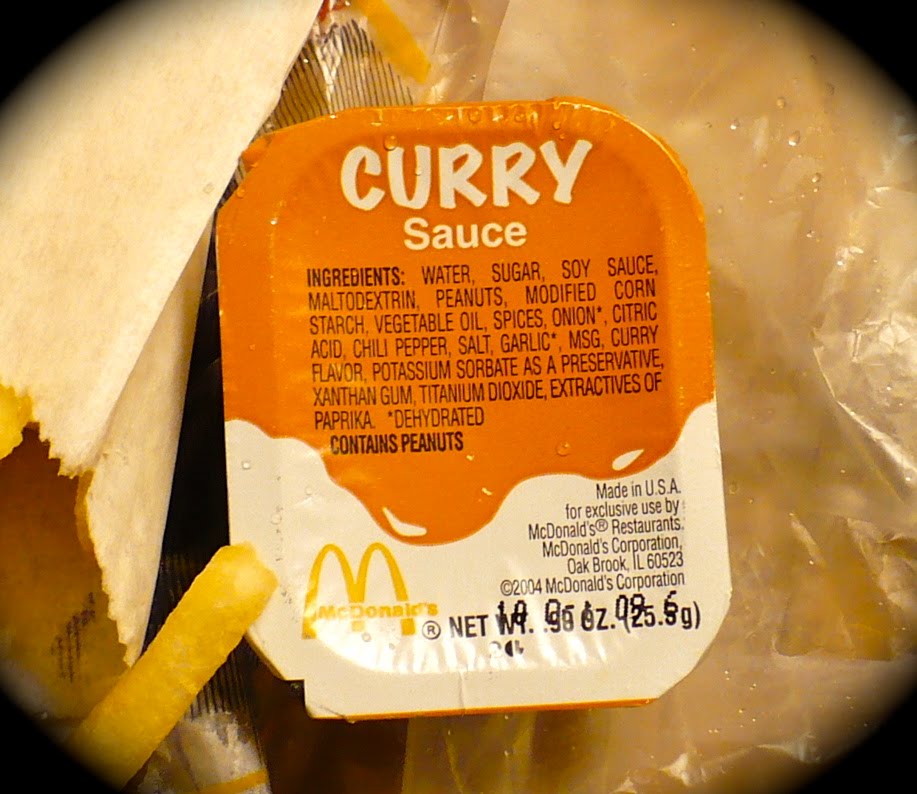 CURRY
Sauce
INGREDIENTS: WATER, SUGAR, SOY SAUCE,
MALTODEXTRIN, PEANUTS, MODIFIED CORN
STARCH, VEGETABLE OIL, SPICES, ONION*, CITRIC
ACID, CHILI PEPPER, SALT, GARLIC*, MSG, CURRY
FLAVOR, POTASSIUM SORBATE AS A PRESERVATIVE,
XANTHAN GUM, TITANIUM DIOXIDE, EXTRACTIVES OF
PAPRIKA. *DEHYDRATED
CONTAINS PEANUTS
Made in U.S.A.
for exclusive use by
McDonald's® Restaurants.
McDonald's Corporation,
Oak Brook, IL 60523
©2004 McDonald's Corporation
McDonald's
® NET WT. OZ.